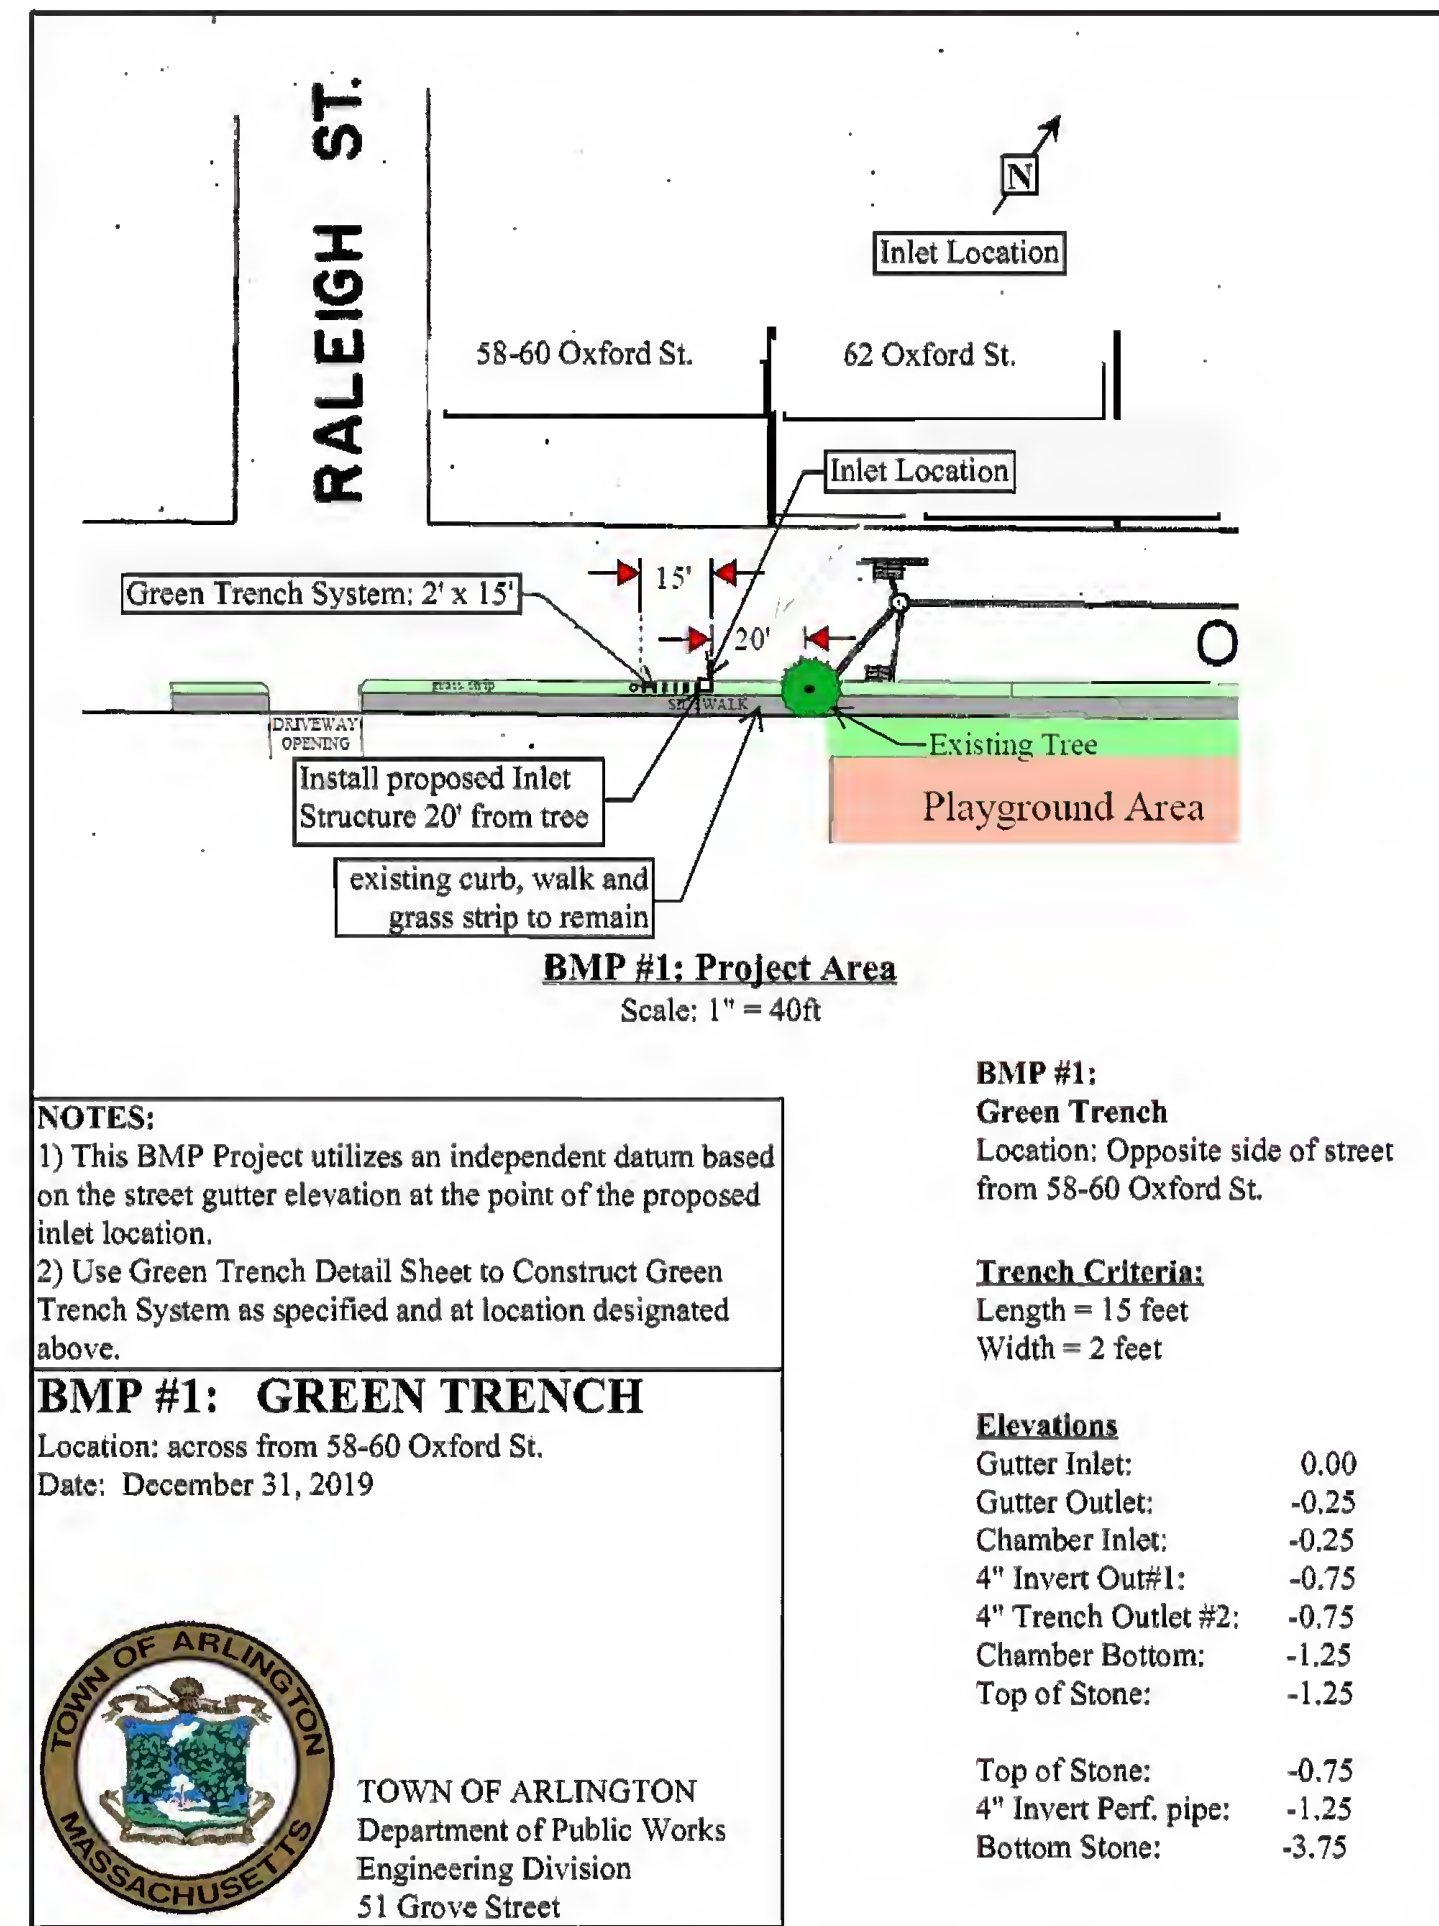 RALEIGH ST.
N
Inlet Location
58-60 Oxford St.
62 Oxford St.
Inlet Location
15'
Green Trench System: 2' x 15'
20'
O
grass strip
SIDEWALK
DRIVEWAY
OPENING
Existing Tree
Install proposed Inlet
Structure 20' from tree
Playground Area
existing curb, walk and
grass strip to remain
BMP #1: Project Area
Scale: 1" = 40ft
NOTES:
1) This BMP Project utilizes an independent datum based
on the street gutter elevation at the point of the proposed
inlet location.
2) Use Green Trench Detail Sheet to Construct Green
Trench System as specified and at location designated
above.
BMP #1: GREEN TRENCH
Location: across from 58-60 Oxford St.
Date: December 31, 2019
TOWN OF ARLINGTON
MASSACHUSETTS
TOWN OF ARLINGTON
Department of Public Works
Engineering Division
51 Grove Street
BMP #1:
Green Trench
Location: Opposite side of street
from 58-60 Oxford St.
Trench Criteria:
Length = 15 feet
Width = 2 feet
Elevations
Gutter Inlet: 0.00
Gutter Outlet: -0.25
Chamber Inlet: -0.25
4" Invert Out#1: -0.75
4" Trench Outlet #2: -0.75
Chamber Bottom: -1.25
Top of Stone: -1.25
Top of Stone: -0.75
4" Invert Perf. pipe: -1.25
Bottom Stone: -3.75